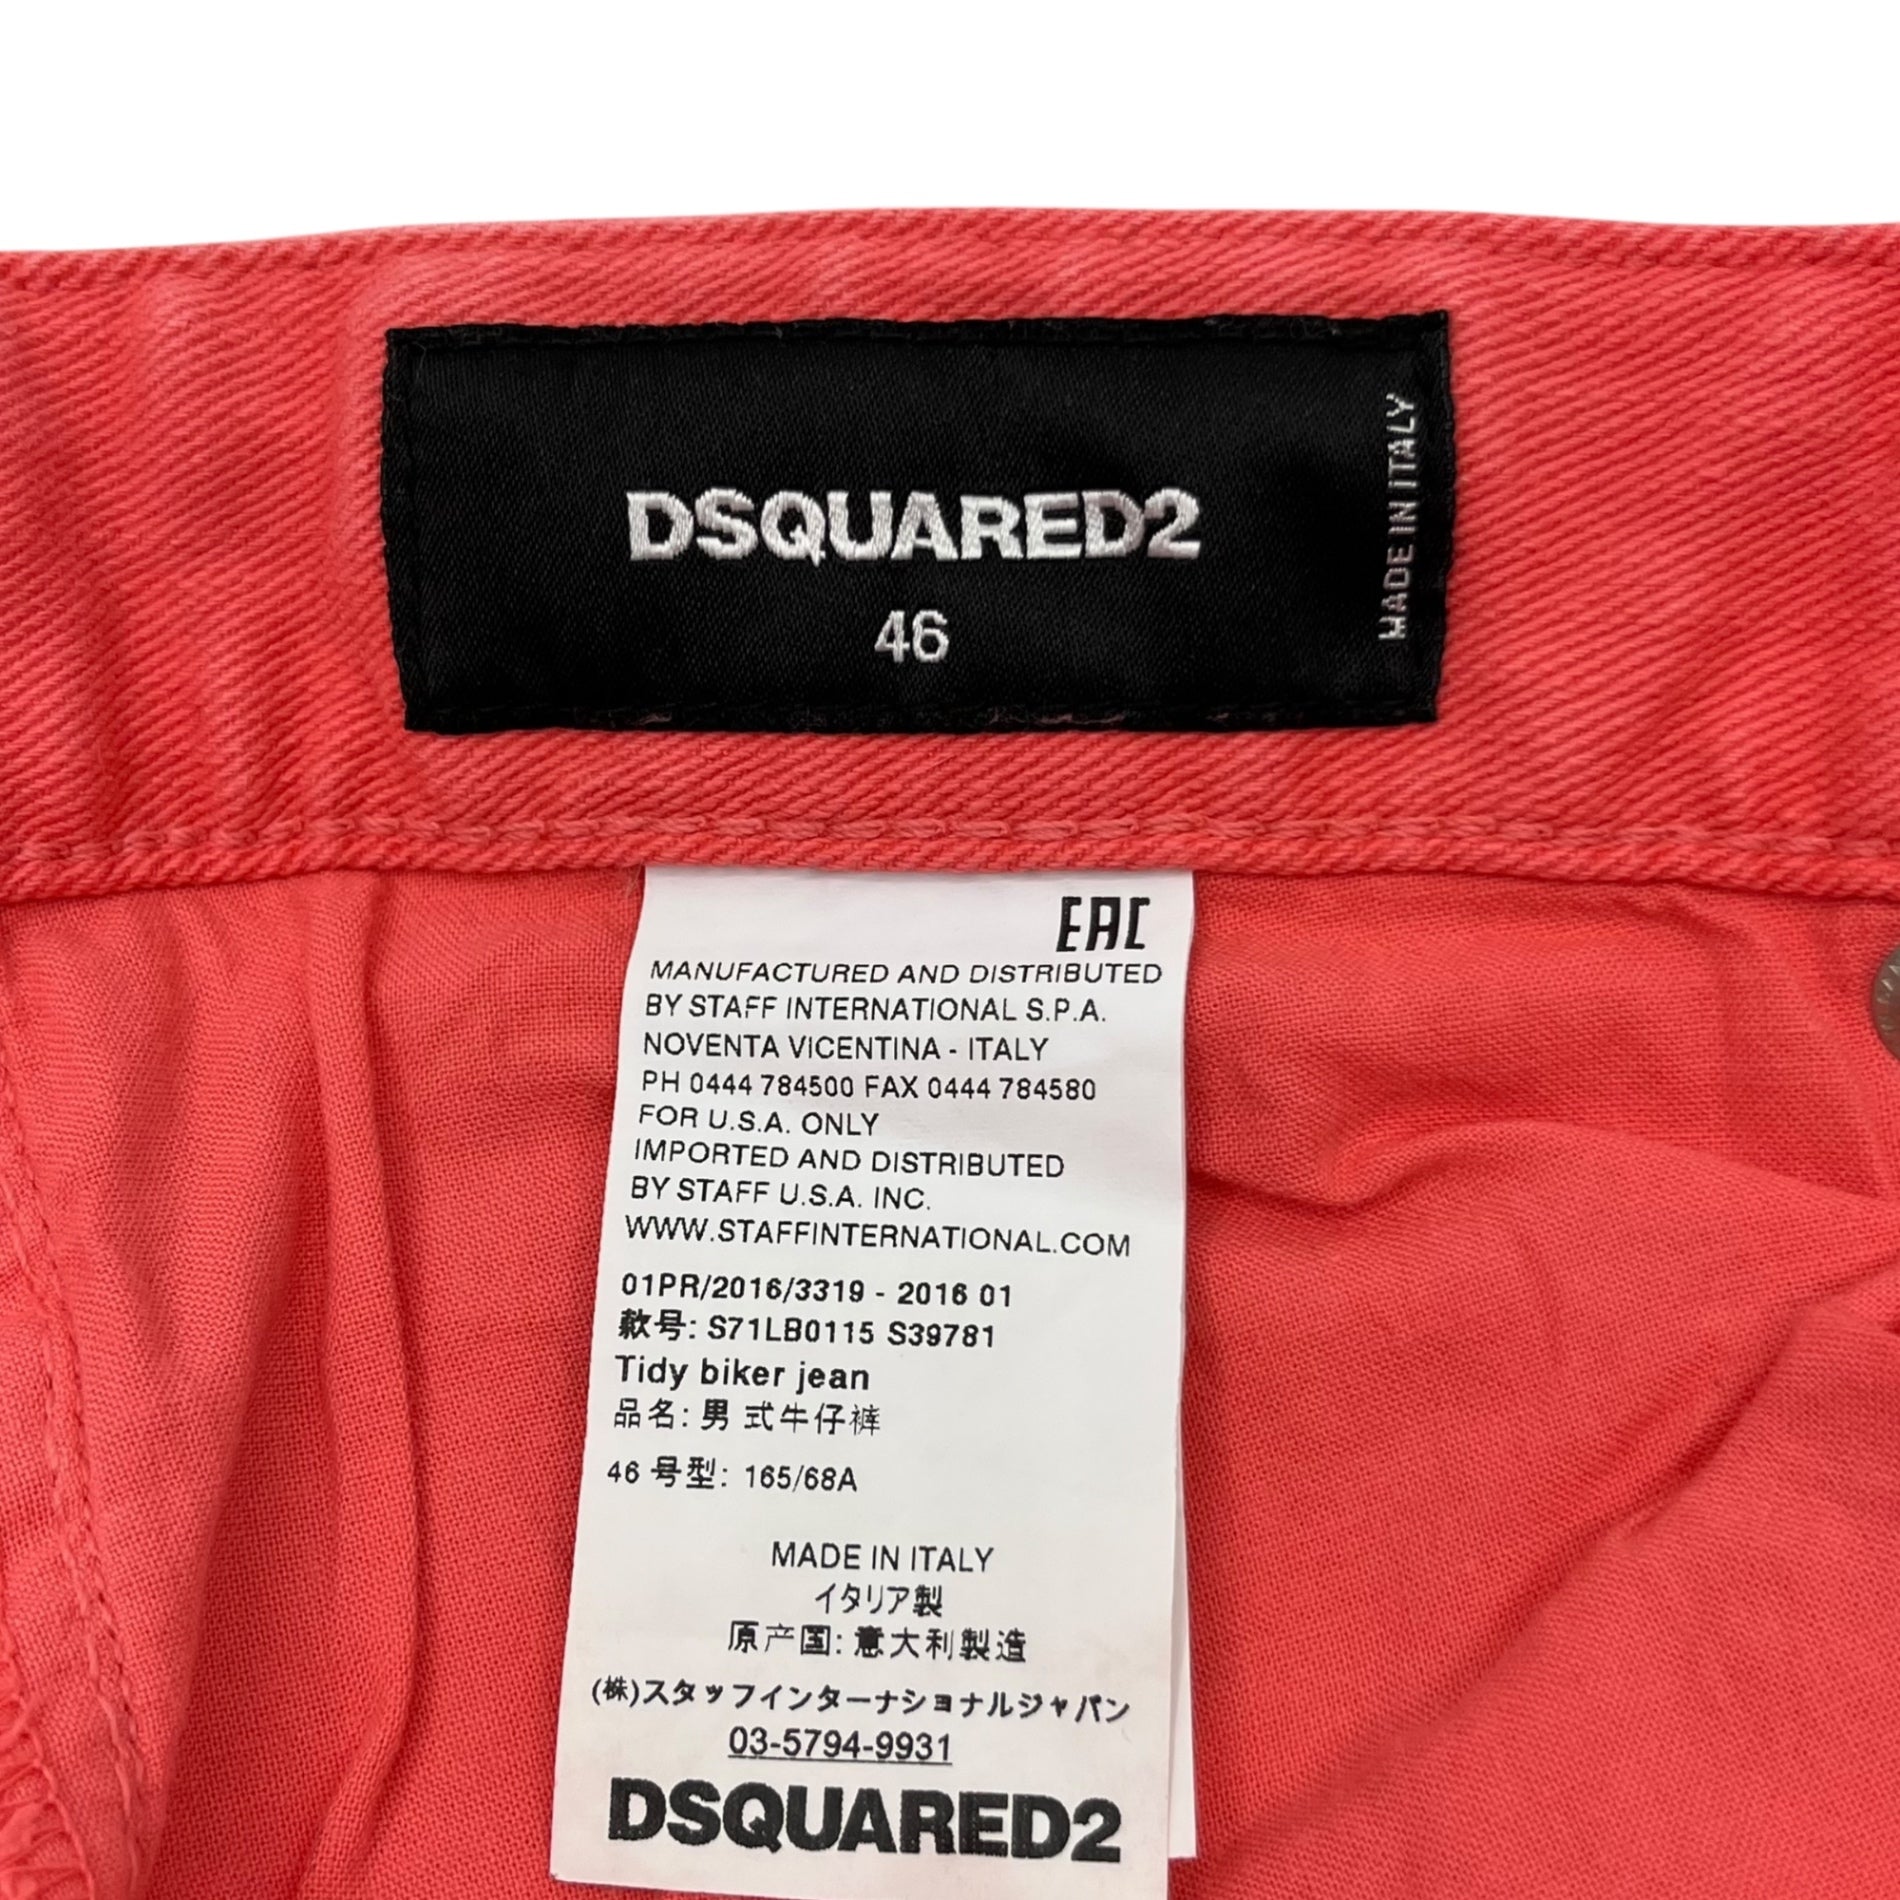 DSQUARED2
46
MADE IN ITALY
EAC
MANUFACTURED AND DISTRIBUTED
BY STAFF INTERNATIONAL S.P.A.
NOVENTA VICENTINA - ITALY
PH 0444 784500 FAX 0444 784580
FOR U.S.A. ONLY
IMPORTED AND DISTRIBUTED
BY STAFF U.S.A. INC.
WWW.STAFFINTERNATIONAL.COM
01PR/2016/3319 - 2016 01
款号: S71LB0115 S39781
Tidy biker jean
品名: 男式牛仔裤
46 号型: 165/68A
MADE IN ITALY
イタリア製
原产国: 意大利製造
(株)スタッフインターナショナルジャパン
03-5794-9931
DSQUARED2